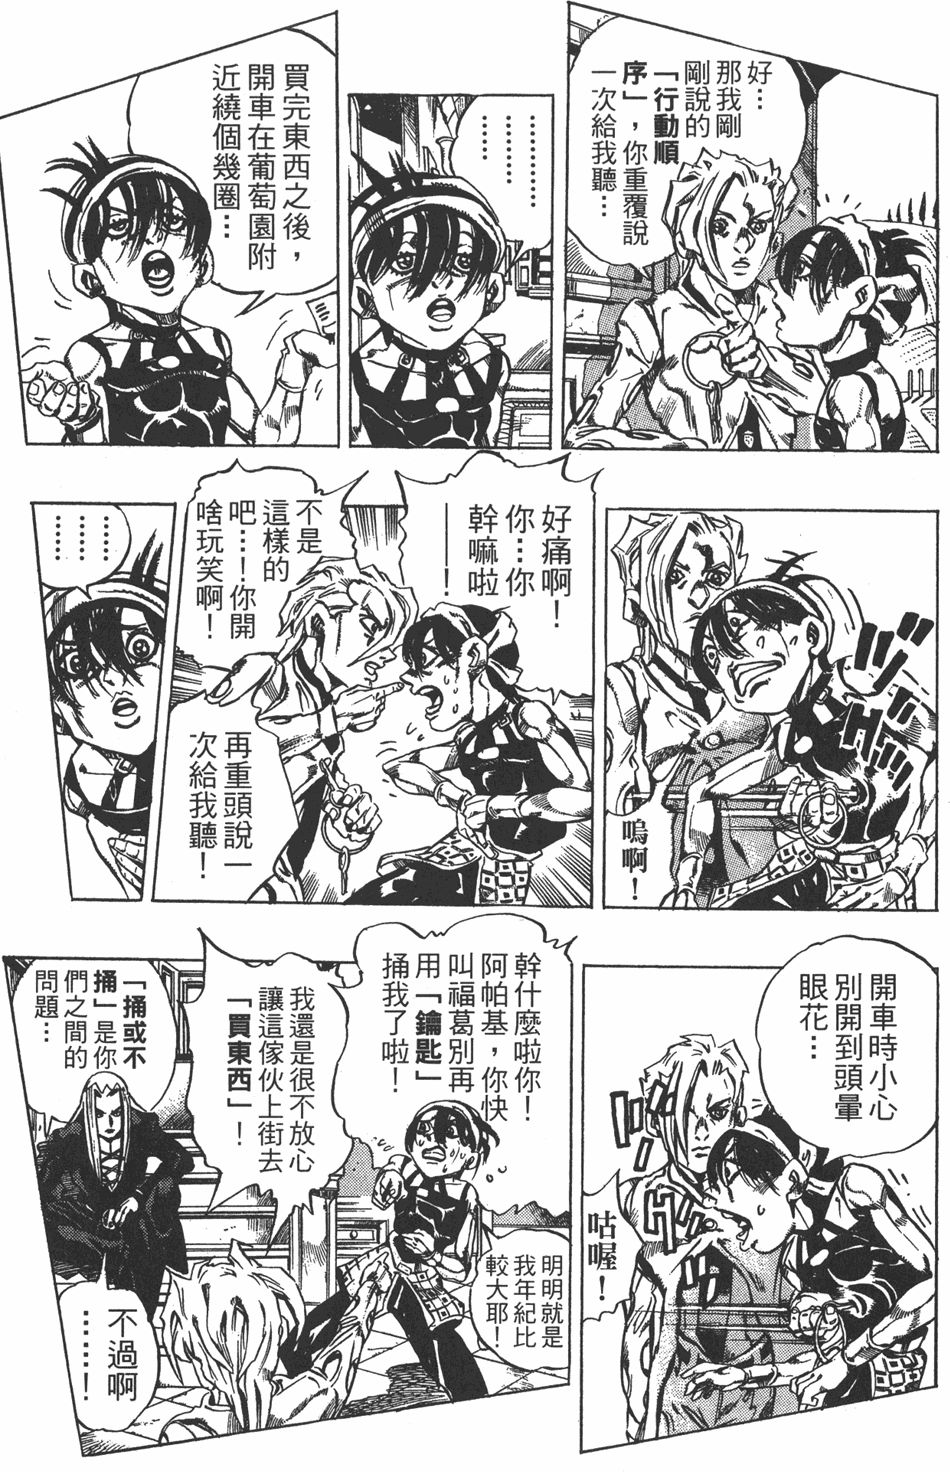 好…
那我剛
剛說的
「行動順
序」，你重覆說
一次給我聽…
………
………
買完東西之後，
開車在葡萄園附
近繞個幾圈…
嗚啊！
好痛啊！
你…你
幹嘛啦
——！
不是
這樣的
吧…！你開
啥玩笑啊！
再重頭說一
次給我聽！
………
………
開車時小心
別開到頭暈
眼花…
咕喔！
幹什麼啦你！
阿帕基，你快
叫福葛別再
用「鑰匙」
捅我了啦！
明明就是
我年紀比
較大耶！
我還是很不放心
讓這傢伙上街去
「買東西」！
「捅或不
捅」是你
們之間的
問題…
不過啊
……！